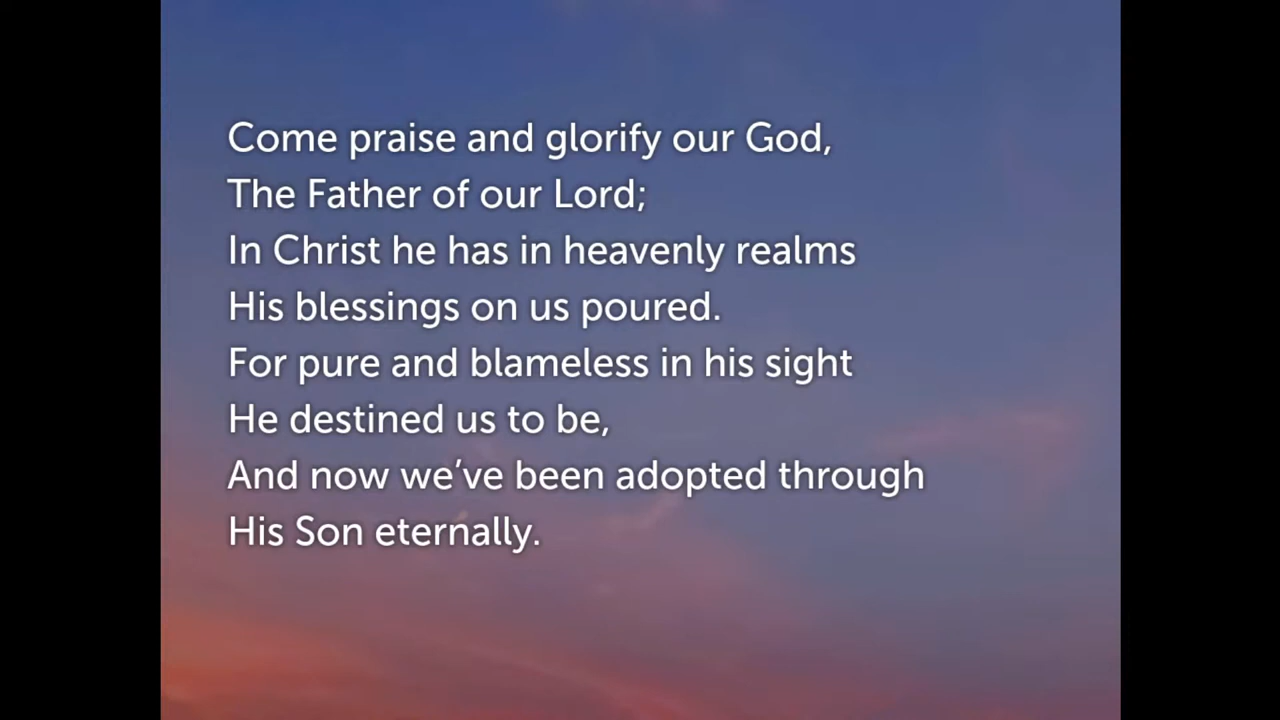 Come praise and glorify our God,
The Father of our Lord;
In Christ he has in heavenly realms
His blessings on us poured.
For pure and blameless in his sight
He destined us to be,
And now we’ve been adopted through
His Son eternally.